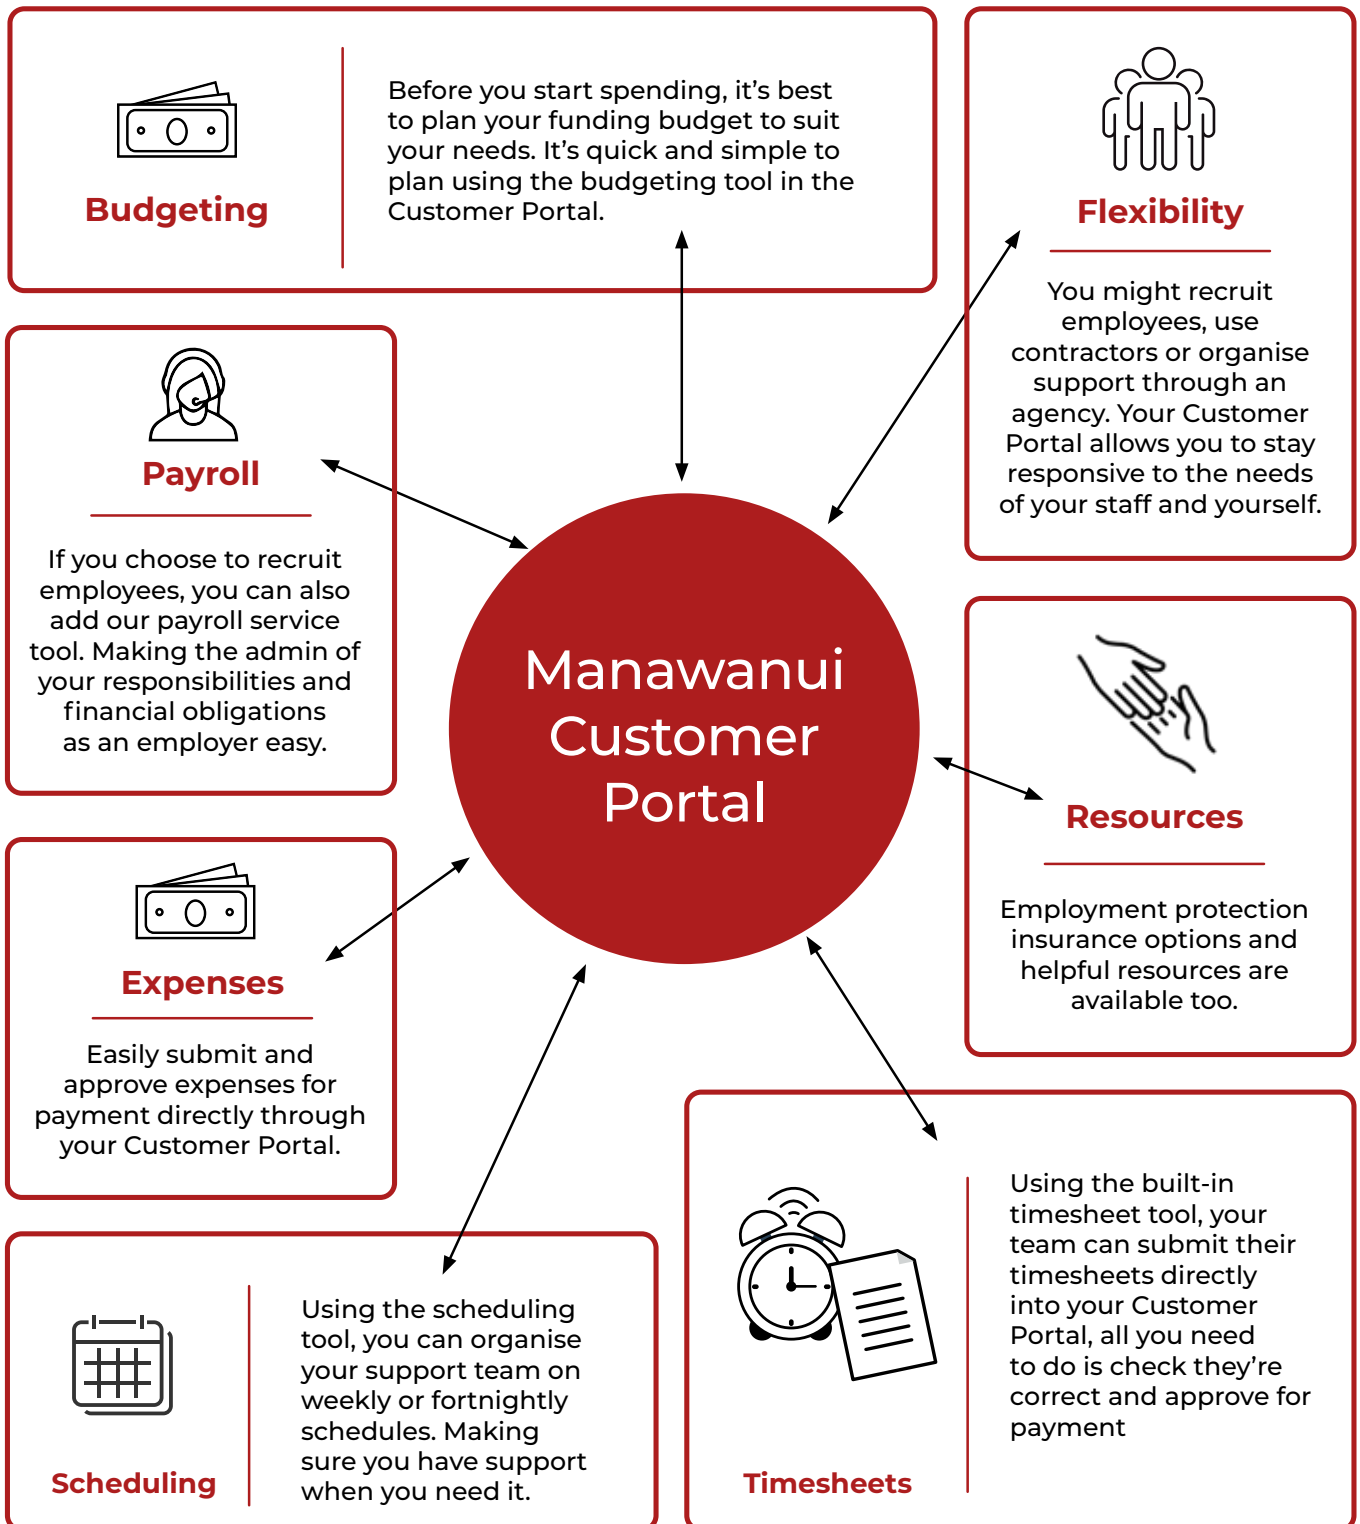 Budgeting
Before you start spending, it’s best
to plan your funding budget to suit
your needs. It’s quick and simple to
plan using the budgeting tool in the
Customer Portal.
Flexibility
You might recruit
employees, use
contractors or organise
support through an
agency. Your Customer
Portal allows you to stay
responsive to the needs
of your staff and yourself.
Payroll
If you choose to recruit
employees, you can also
add our payroll service
tool. Making the admin of
your responsibilities and
financial obligations
as an employer easy.
Manawanui
Customer
Portal
Resources
Employment protection
insurance options and
helpful resources are
available too.
Expenses
Easily submit and
approve expenses for
payment directly through
your Customer Portal.
Scheduling
Using the scheduling
tool, you can organise
your support team on
weekly or fortnightly
schedules. Making
sure you have support
when you need it.
Timesheets
Using the built-in
timesheet tool, your
team can submit their
timesheets directly
into your Customer
Portal, all you need
to do is check they’re
correct and approve for
payment